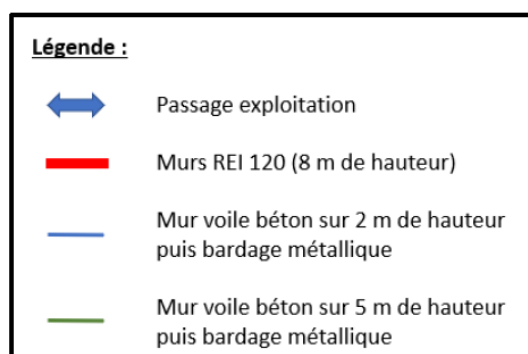 Légende :
Passage exploitation
Murs REI 120 (8 m de hauteur)
Mur voile béton sur 2 m de hauteur
puis bardage métallique
Mur voile béton sur 5 m de hauteur
puis bardage métallique